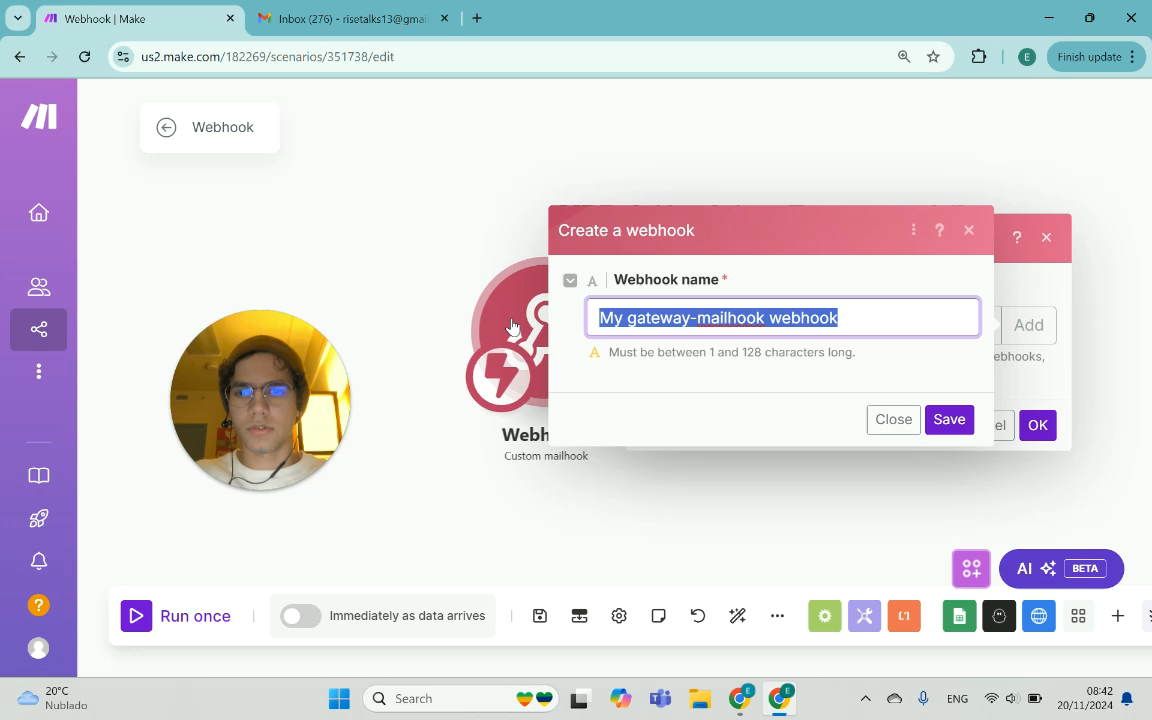 Webhook | Make
Inbox (276) - risetalks13@gmai
us2.make.com/182269/scenarios/351738/edit
E
Finish update
Webhook
Create a webhook
?
?
A
Webhook name *
My gateway-mailhook webhook
Add
A Must be between 1 and 128 characters long.
ebhooks,
Close
Save
el
OK
Webh
Custom mailhook
AI
BETA
Run once
Immediately as data arrives
?
20°C
Nublado
Search
E
E
ENG
08:42
20/11/2024